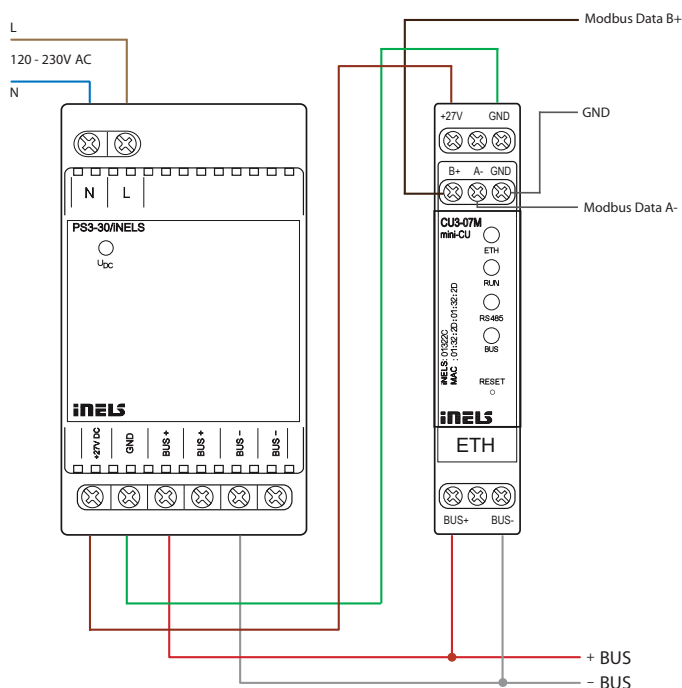 L
120 - 230V AC
N
Modbus Data B+
GND
Modbus Data A-
N L
PS3-30/iNELS
UDC
iNELS
+27V DC
GND
BUS +
BUS +
BUS –
BUS –
+27V GND
B+ A- GND
CU3-07M
mini-CU
ETH
RUN
RS485
BUS
iNELS: 01322C
MAC : 01:32:2D:01:32:2D
RESET
iNELS
ETH
BUS+ BUS-
+ BUS
– BUS